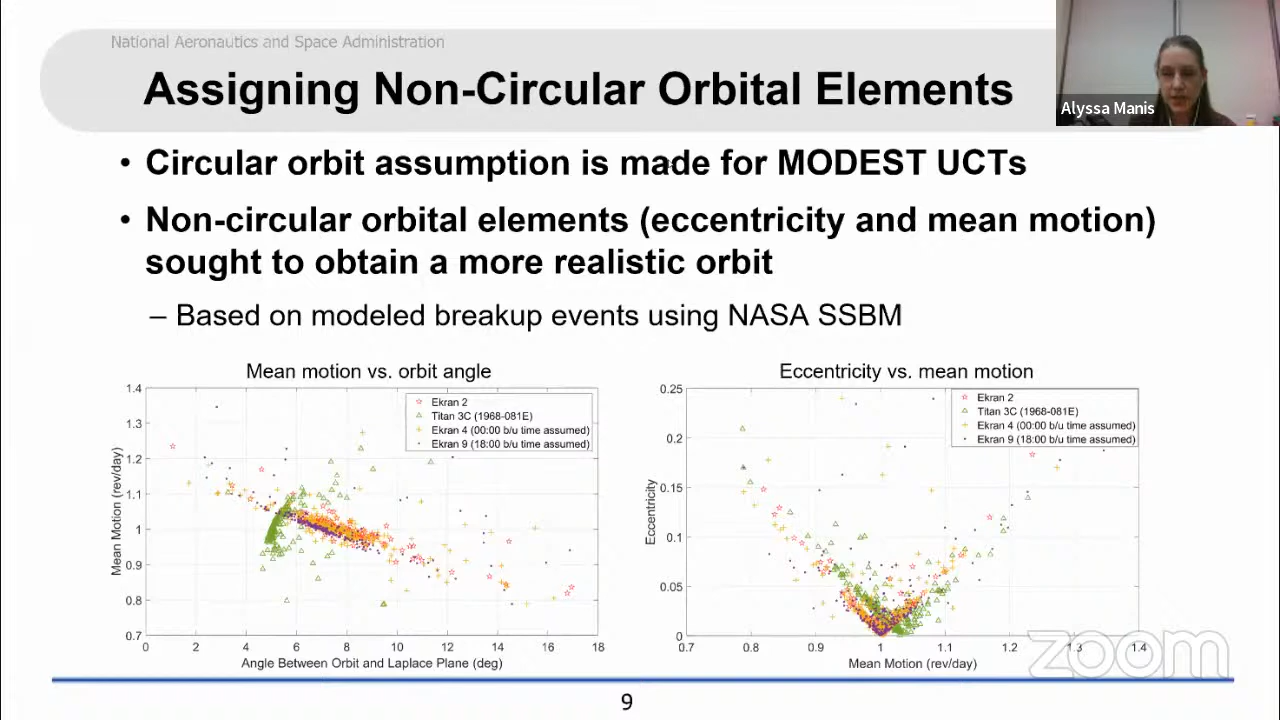 National Aeronautics and Space Administration
Assigning Non-Circular Orbital Elements
Alyssa Manis
• Circular orbit assumption is made for MODEST UCTs
• Non-circular orbital elements (eccentricity and mean motion)
sought to obtain a more realistic orbit
– Based on modeled breakup events using NASA SSBM
Mean motion vs. orbit angle
1.4
1.3
1.2
1.1
1
0.9
0.8
0.7
Mean Motion (rev/day)
Ekran 2
Titan 3C (1968-081E)
Ekran 4 (00:00 b/u time assumed)
Ekran 9 (18:00 b/u time assumed)
0 2 4 6 8 10 12 14 16 18
Angle Between Orbit and Laplace Plane (deg)
Eccentricity vs. mean motion
0.25
0.2
0.15
0.1
0.05
0
Eccentricity
Ekran 2
Titan 3C (1968-081E)
Ekran 4 (00:00 b/u time assumed)
Ekran 9 (18:00 b/u time assumed)
0.7 0.8 0.9 1 1.1 1.2 1.3 1.4
Mean Motion (rev/day)
zoom
9